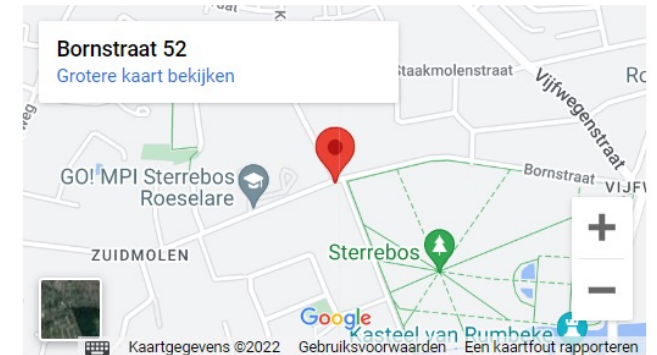 Bornstraat 52
Grotere kaart bekijken
Staakmolenstraat
Vijfwegenstraat
GO! MPI Sterrebos
Roeselare
Bornstraat
ZUIDMOLEN
Sterrebos
+
−
Google
Kasteel van Rumbeke
Kaartgegevens ©2022 Gebruiksvoorwaarden Een kaartfout rapporteren